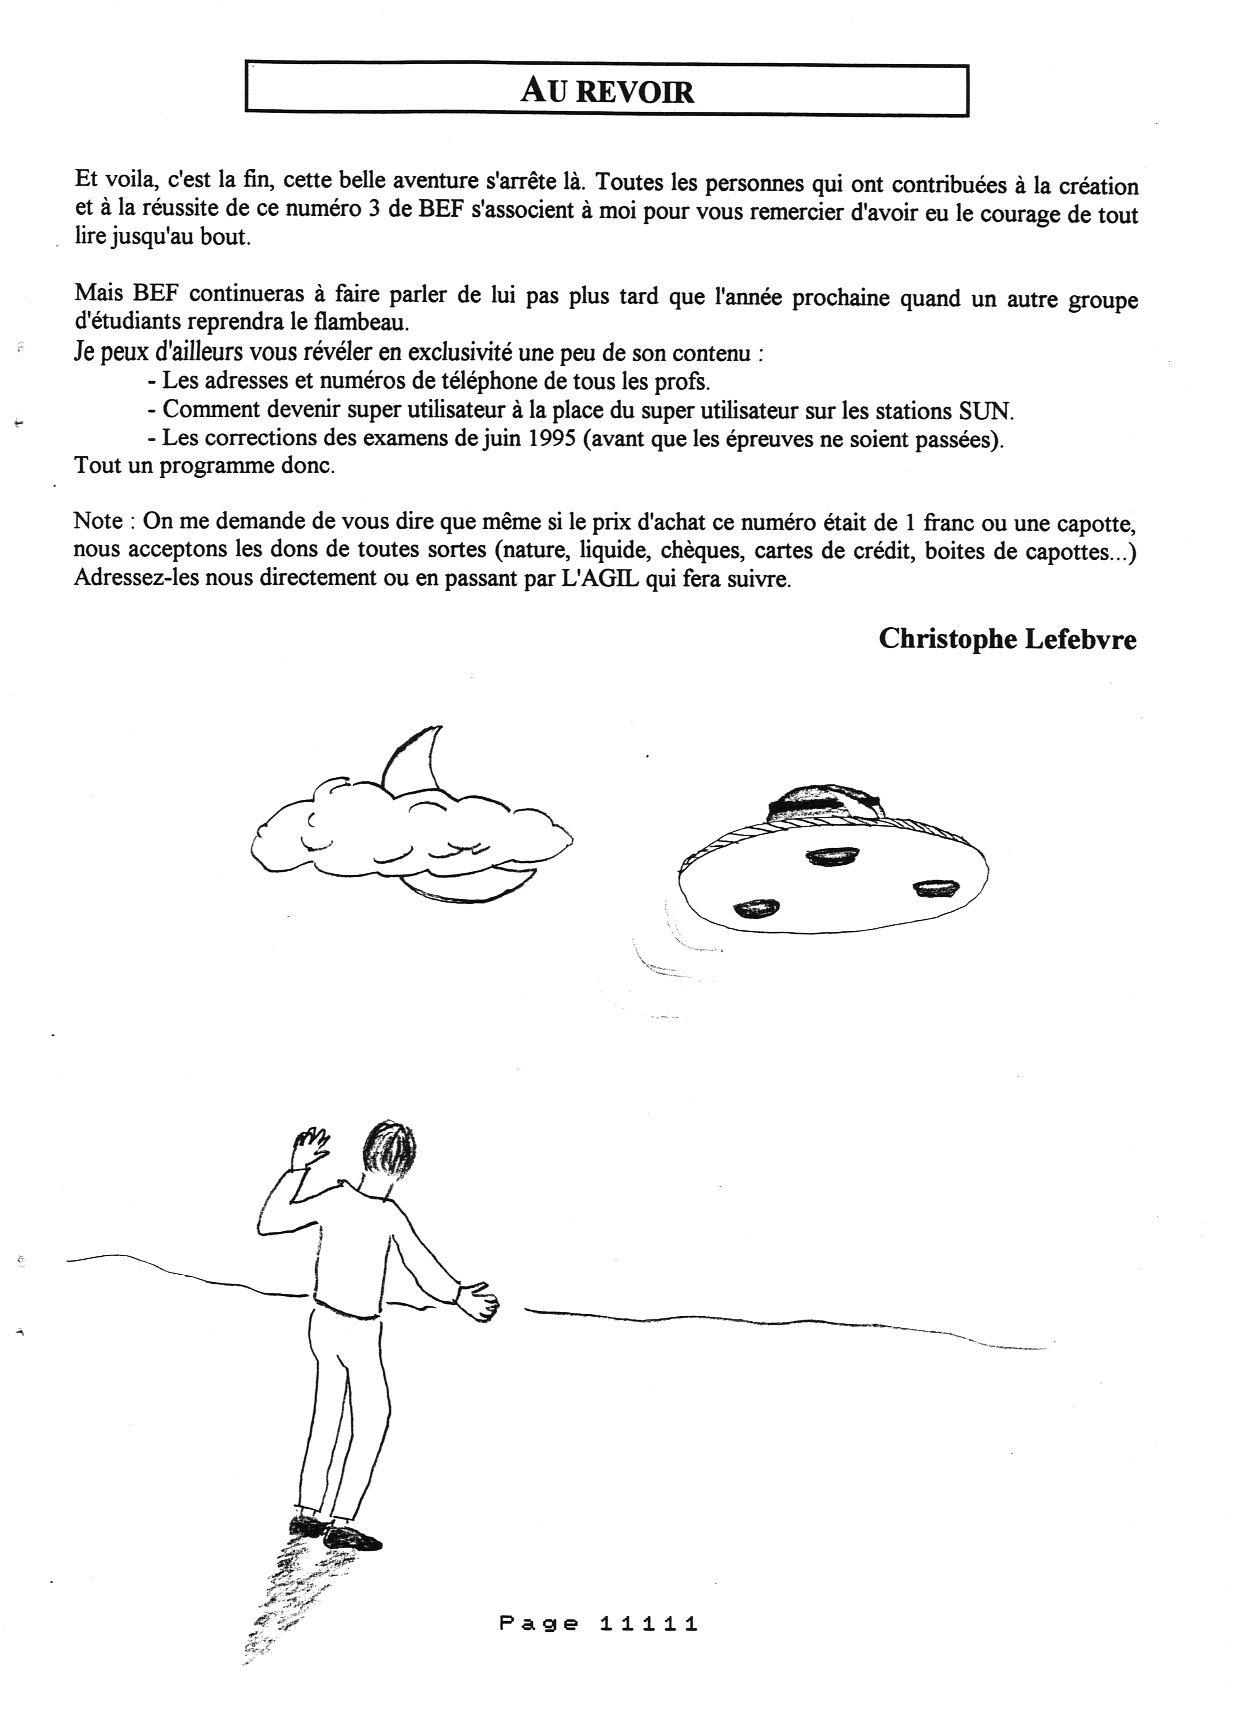 AU REVOIR
Et voila, c'est la fin, cette belle aventure s'arrête là. Toutes les personnes qui ont contribuées à la création
et à la réussite de ce numéro 3 de BEF s'associent à moi pour vous remercier d'avoir eu le courage de tout
lire jusqu'au bout.
Mais BEF continueras à faire parler de lui pas plus tard que l'année prochaine quand un autre groupe
d'étudiants reprendra le flambeau.
Je peux d'ailleurs vous révéler en exclusivité une peu de son contenu :
- Les adresses et numéros de téléphone de tous les profs.
- Comment devenir super utilisateur à la place du super utilisateur sur les stations SUN.
- Les corrections des examens de juin 1995 (avant que les épreuves ne soient passées).
Tout un programme donc.
Note : On me demande de vous dire que même si le prix d'achat ce numéro était de 1 franc ou une capotte,
nous acceptons les dons de toutes sortes (nature, liquide, chèques, cartes de crédit, boites de capottes...)
Adressez-les nous directement ou en passant par L'AGIL qui fera suivre.
Christophe Lefebvre
Page 11111